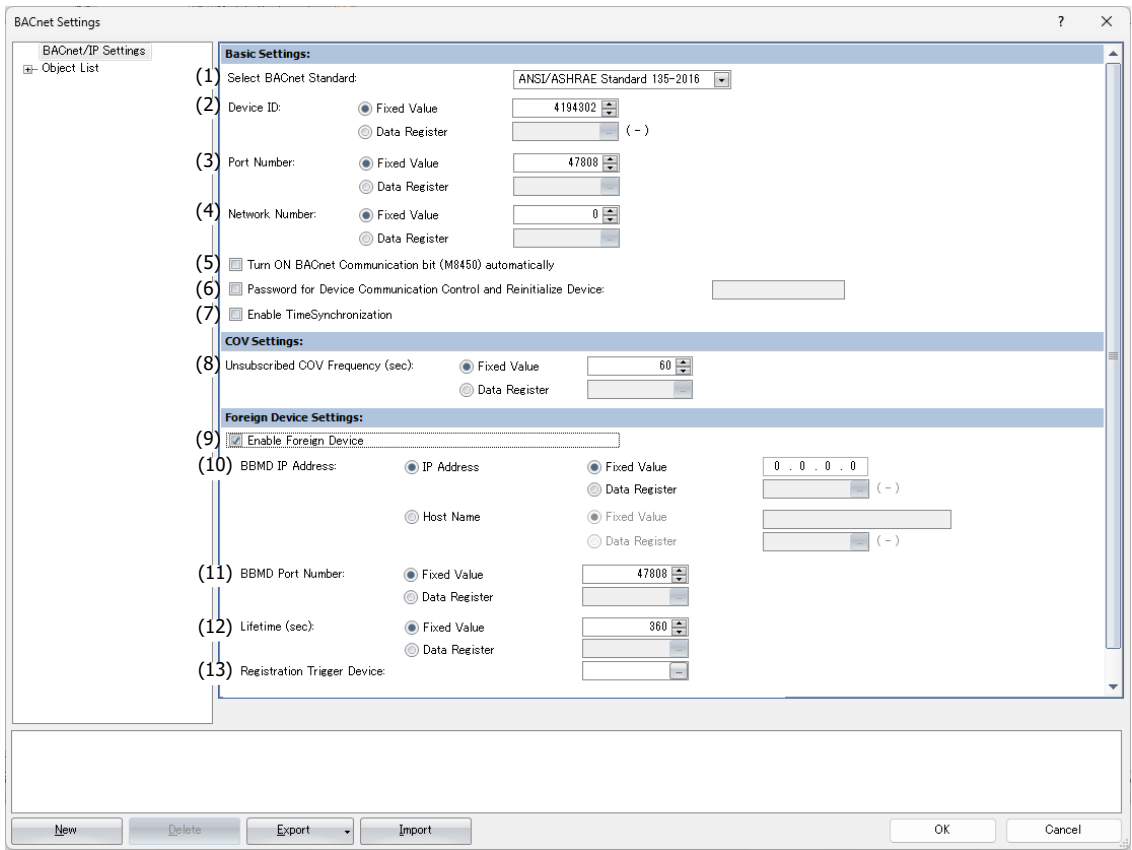 BACnet Settings ? ×
BACnet/IP Settings
Object List
Basic Settings:
(1) Select BACnet Standard: ANSI/ASHRAE Standard 135-2016
(2) Device ID: Fixed Value 4194302
Data Register ... (-)
(3) Port Number: Fixed Value 47808
Data Register ...
(4) Network Number: Fixed Value 0
Data Register ...
(5) Turn ON BACnet Communication bit (M8450) automatically
(6) Password for Device Communication Control and Reinitialize Device:
(7) Enable TimeSynchronization
COV Settings:
(8) Unsubscribed COV Frequency (sec): Fixed Value 60
Data Register ...
Foreign Device Settings:
(9) Enable Foreign Device
(10) BBMD IP Address: IP Address Fixed Value 0 . 0 . 0 . 0
Data Register ... (-)
Host Name Fixed Value
Data Register ... (-)
(11) BBMD Port Number: Fixed Value 47808
Data Register ...
(12) Lifetime (sec): Fixed Value 360
Data Register ...
(13) Registration Trigger Device: ...
New Delete Export Import OK Cancel